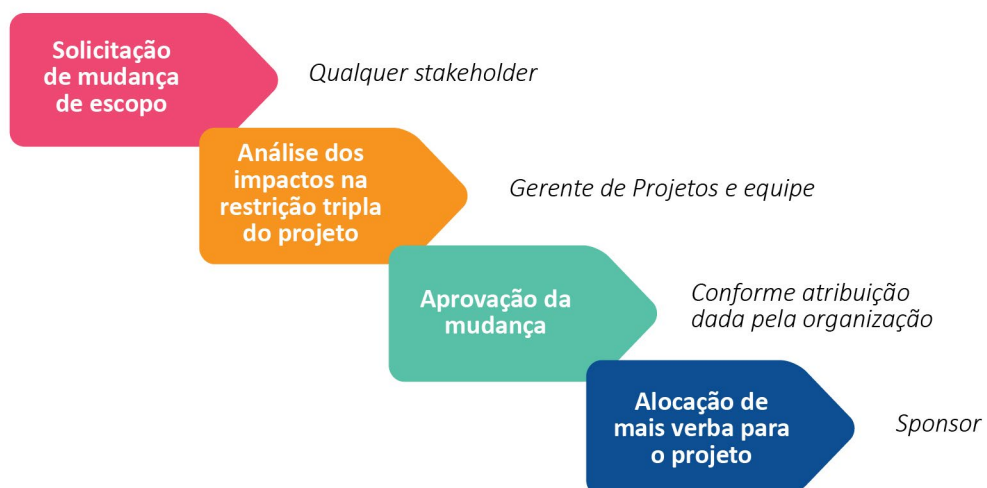 Solicitação
de mudança
de escopo
Qualquer stakeholder
Análise dos
impactos na
restrição tripla
do projeto
Gerente de Projetos e equipe
Aprovação da
mudança
Conforme atribuição
dada pela organização
Alocação de
mais verba para
o projeto
Sponsor